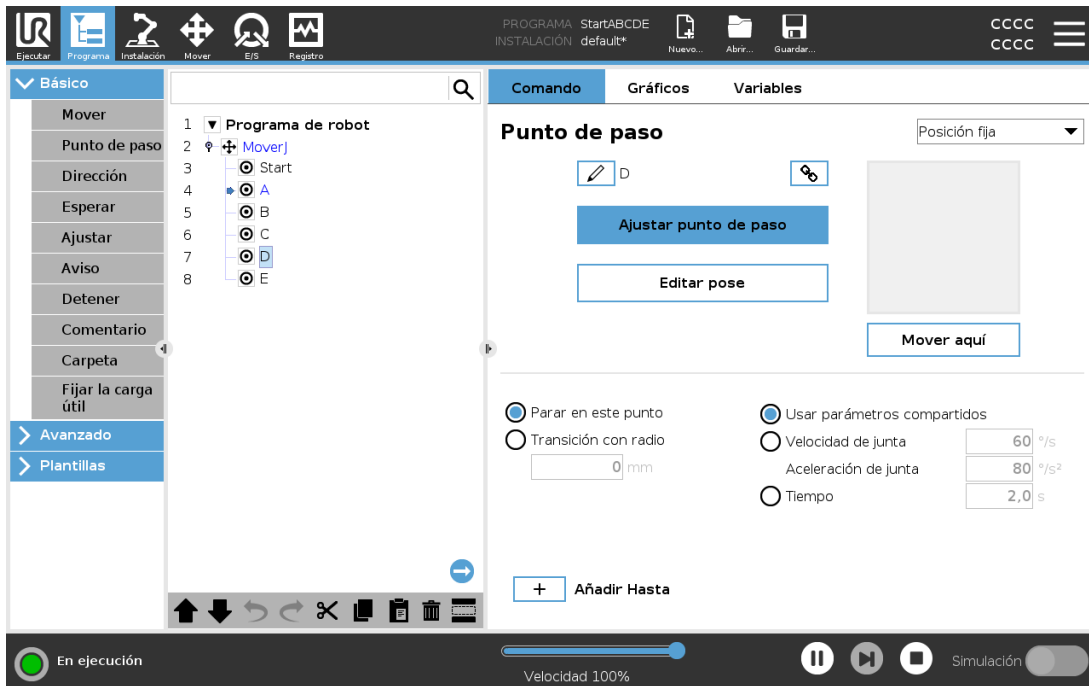 PROGRAMA StartABCDE
INSTALACIÓN default*
CCCC
CCCC
Ejecutar Programa Instalación Mover E/S Registro Nuevo... Abrir... Guardar...
Básico
Mover
Punto de paso
Dirección
Esperar
Ajustar
Aviso
Detener
Comentario
Carpeta
Fijar la carga
útil
Avanzado
Plantillas
1 Programa de robot
2 MoverJ
3 Start
4 A
5 B
6 C
7 D
8 E
Comando Gráficos Variables
Punto de paso
Posición fija
D
Ajustar punto de paso
Editar pose
Mover aquí
Parar en este punto
Transición con radio
0 mm
Usar parámetros compartidos
Velocidad de junta 60 °/s
Aceleración de junta 80 °/s²
Tiempo 2,0 s
+ Añadir Hasta
En ejecución
Velocidad 100%
Simulación